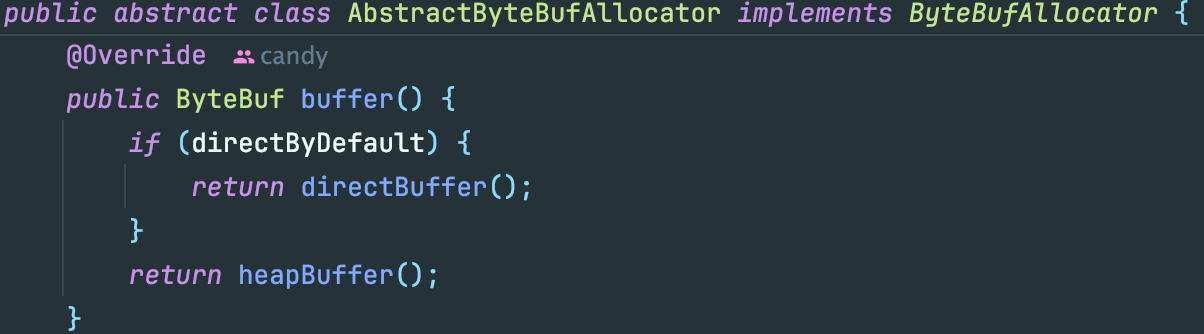 public abstract class AbstractByteBufAllocator implements ByteBufAllocator {
@Override candy
public ByteBuf buffer() {
if (directByDefault) {
return directBuffer();
}
return heapBuffer();
}